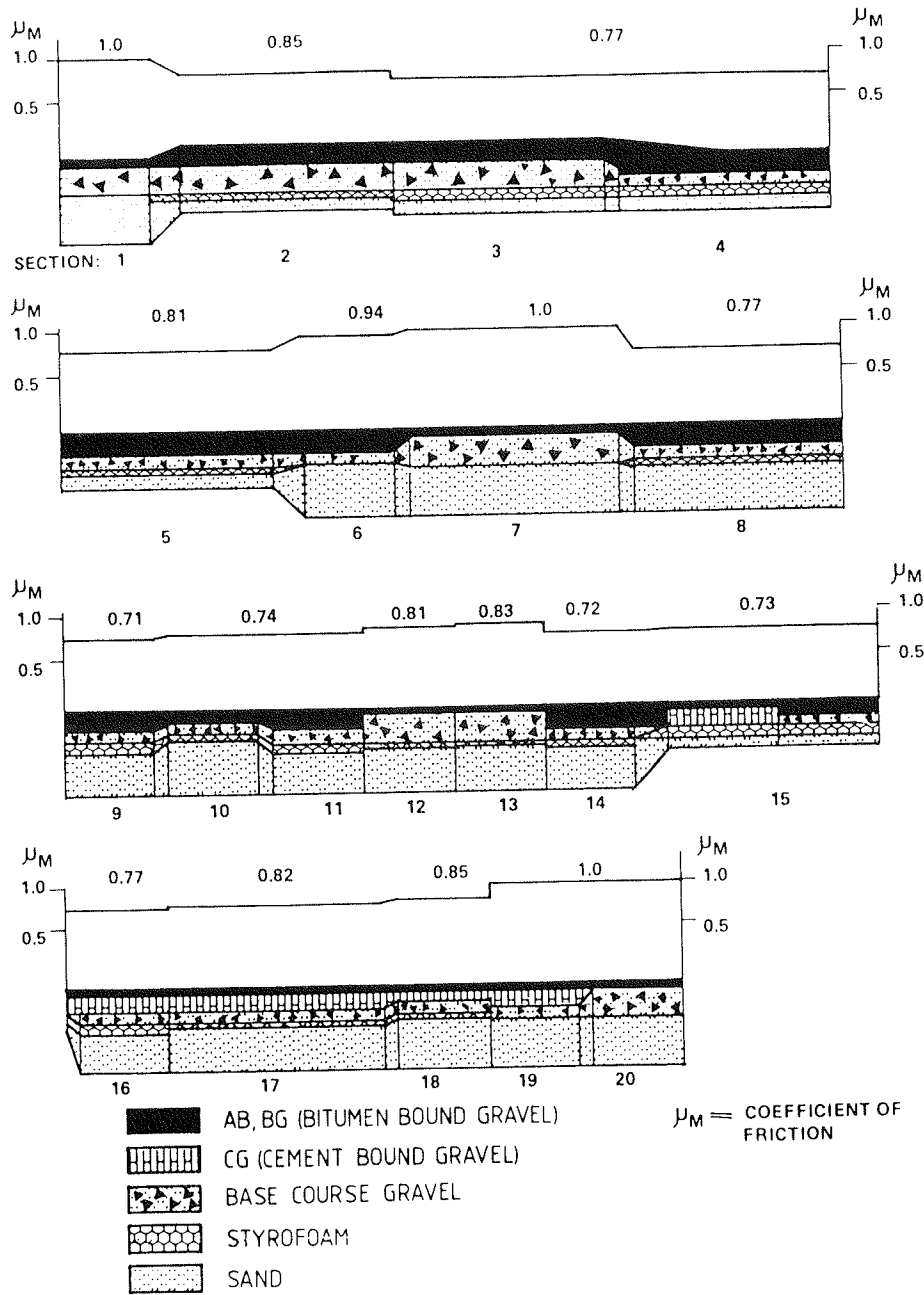 μM 1.0 0.85 0.77 μM
1.0 1.0
0.5 0.5
SECTION: 1 2 3 4
μM 0.81 0.94 1.0 0.77 μM
1.0 1.0
0.5 0.5
5 6 7 8
μM 0.71 0.74 0.81 0.83 0.72 0.73 μM
1.0 1.0
0.5 0.5
9 10 11 12 13 14 15
μM 0.77 0.82 0.85 1.0 μM
1.0 1.0
0.5 0.5
16 17 18 19 20
AB, BG (BITUMEN BOUND GRAVEL)
μM = COEFFICIENT OF
FRICTION
CG (CEMENT BOUND GRAVEL)
BASE COURSE GRAVEL
STYROFOAM
SAND